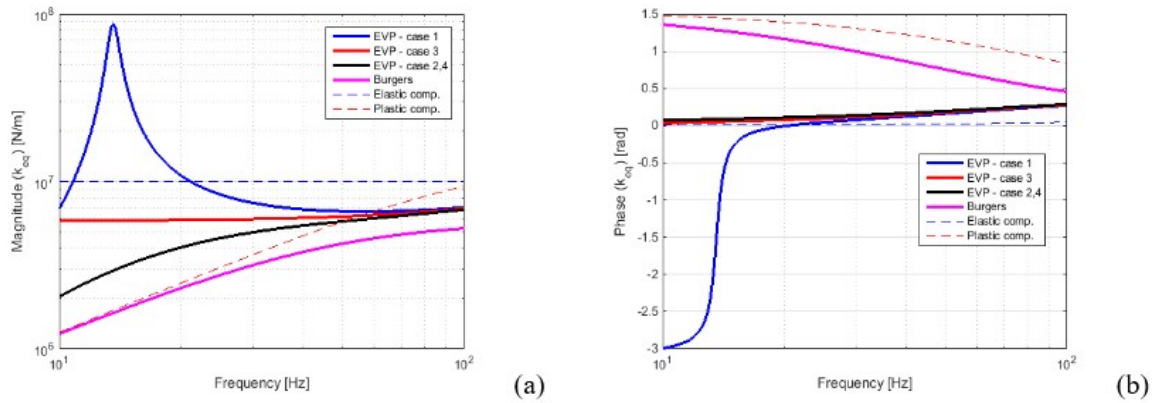 10^8
10^7
10^6
Magnitude (k_eq) [N/m]
EVP - case 1
EVP - case 3
EVP - case 2,4
Burgers
Elastic comp.
Plastic comp.
10^1
10^2
Frequency [Hz]
(a)
1.5
1
0.5
0
-0.5
-1
-1.5
-2
-2.5
-3
Phase (k_eq) [rad]
EVP - case 1
EVP - case 3
EVP - case 2,4
Burgers
Elastic comp.
Plastic comp.
10^1
10^2
Frequency [Hz]
(b)